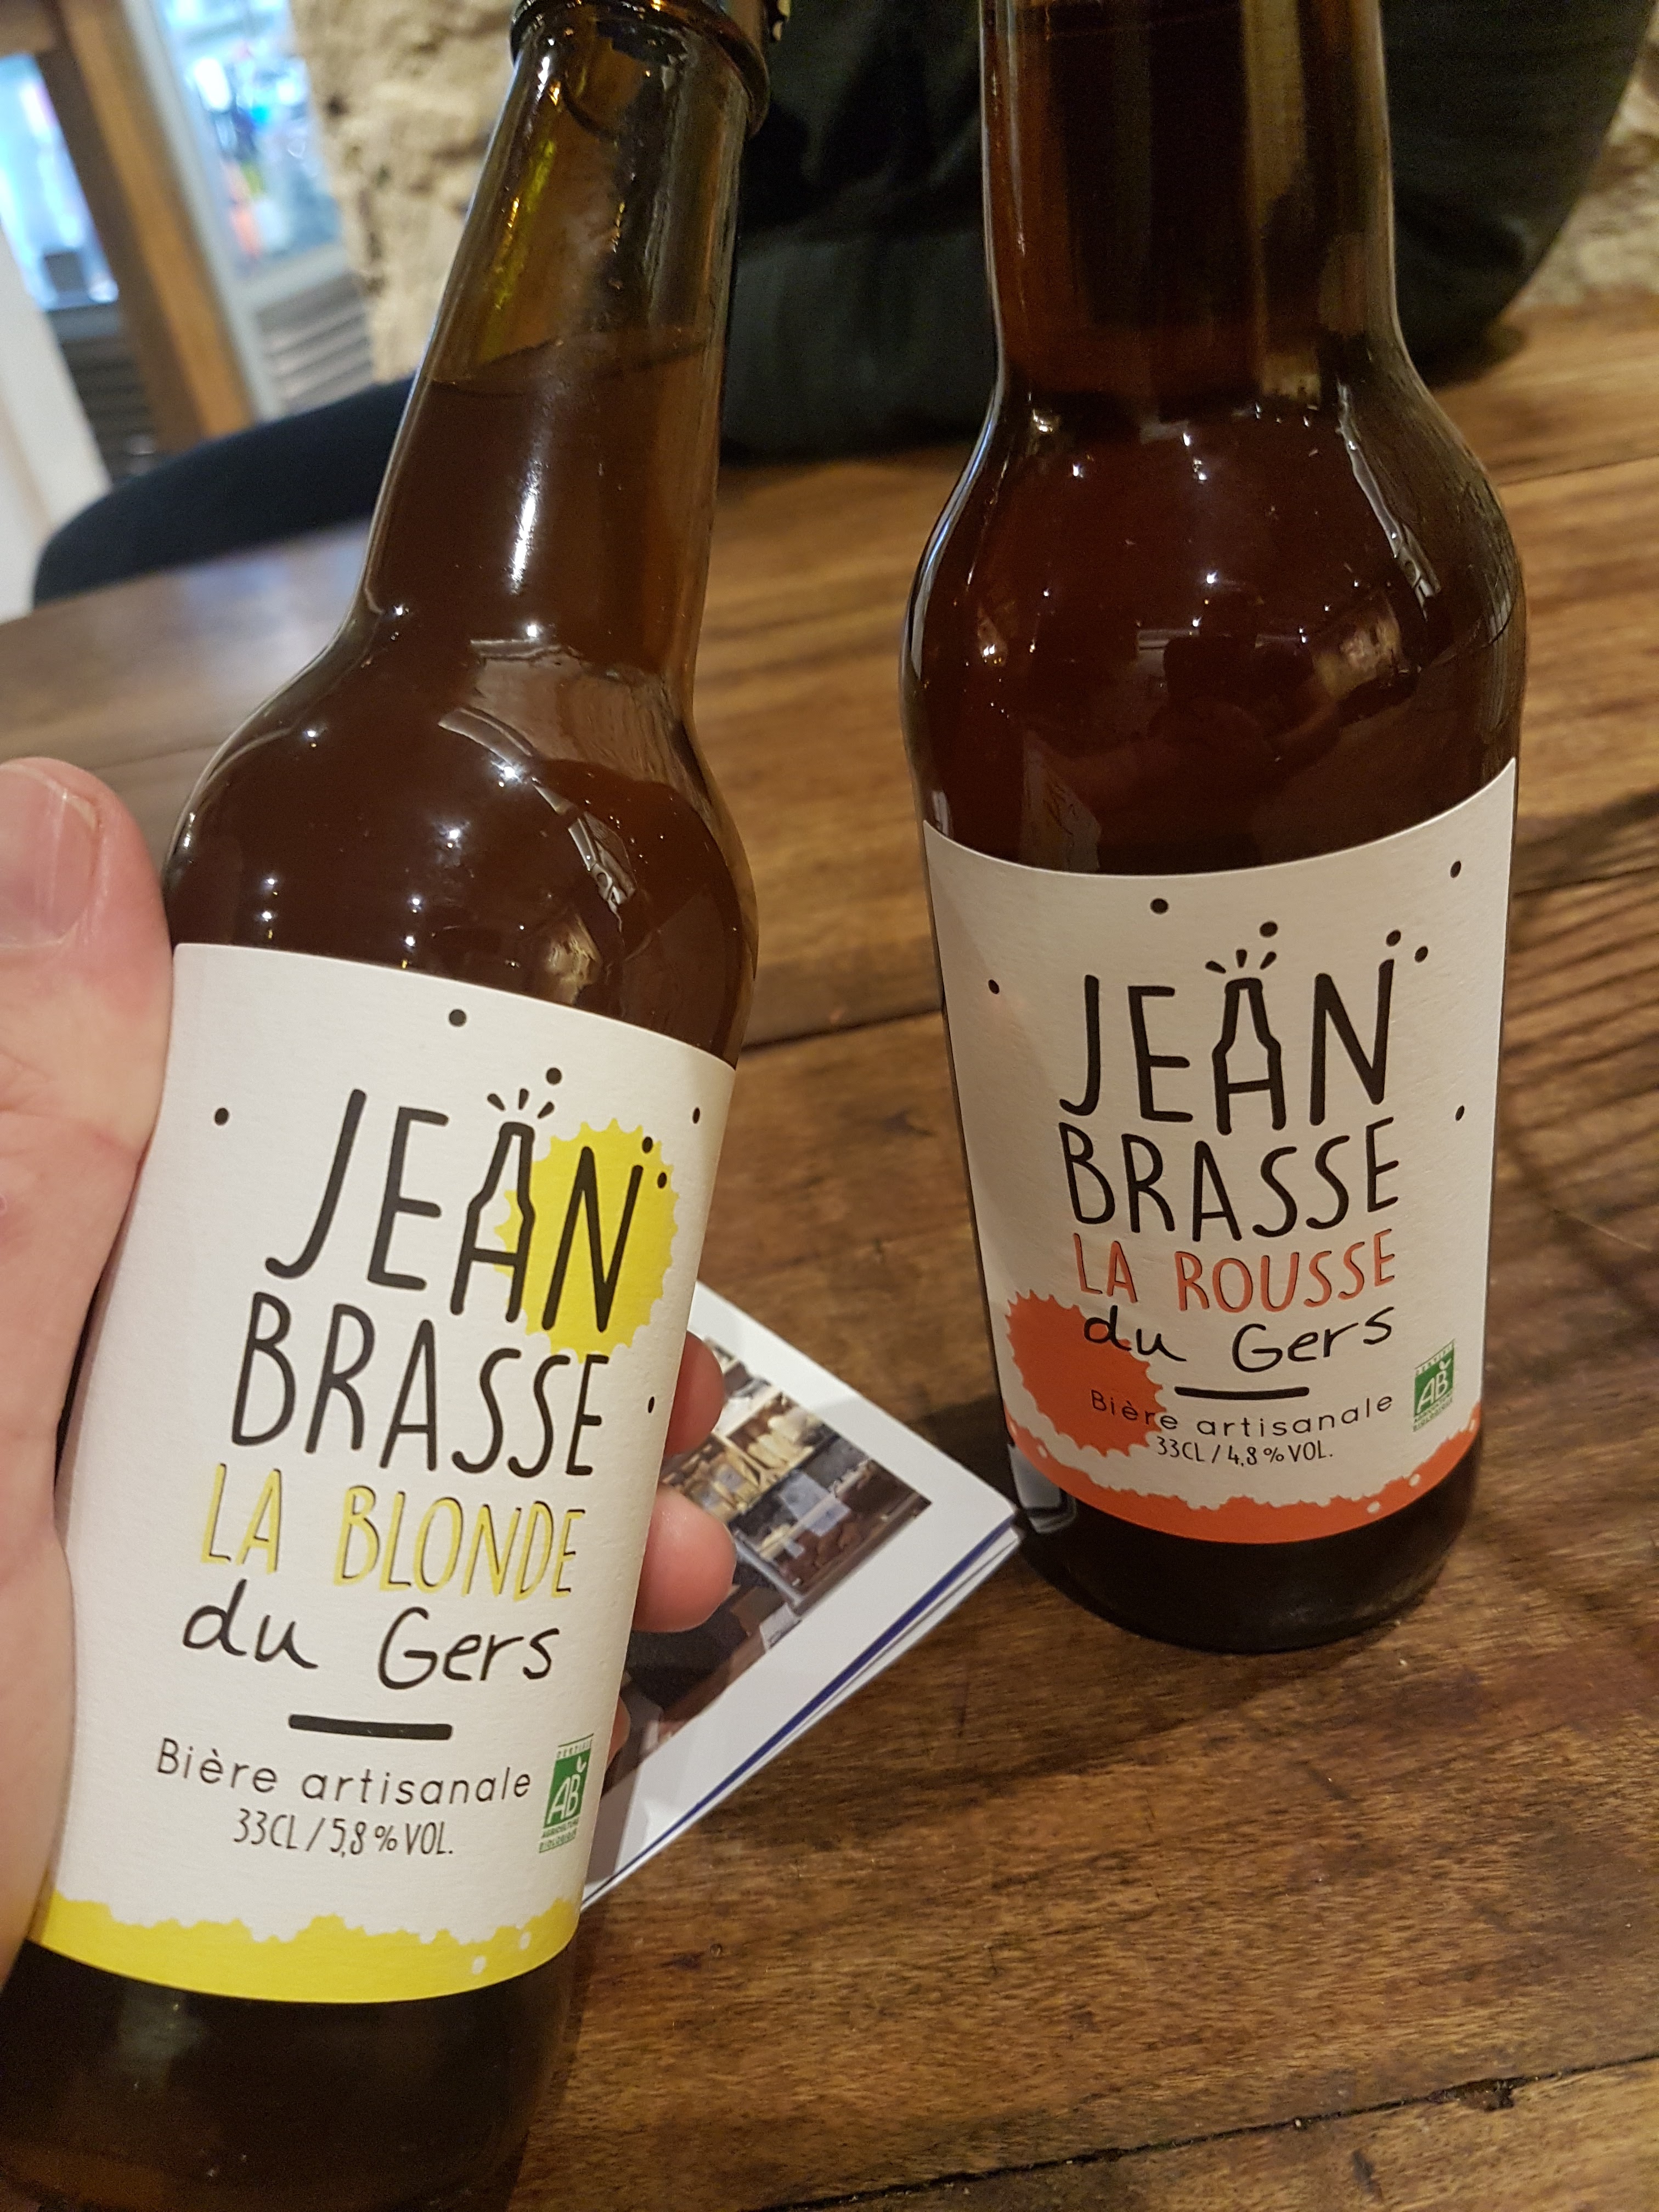 JEAN
BRASSE
LA BLONDE
du Gers
Bière artisanale
33CL / 5,8 % VOL.
AB
JEAN
BRASSE
LA ROUSSE
du Gers
Bière artisanale
33CL / 4,8 % VOL.
AB